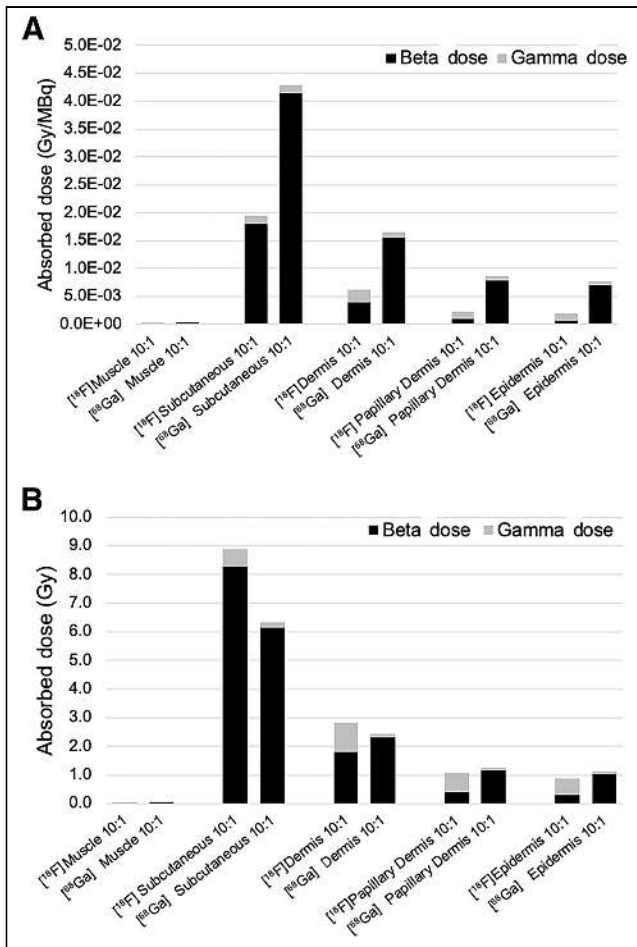 A
■ Beta dose ■ Gamma dose
Absorbed dose (Gy/MBq)
5.0E-02
4.5E-02
4.0E-02
3.5E-02
3.0E-02
2.5E-02
2.0E-02
1.5E-02
1.0E-02
5.0E-03
0.0E+00
[¹⁸F] Muscle 10:1
[⁶⁸Ga] Muscle 10:1
[¹⁸F] Subcutaneous 10:1
[⁶⁸Ga] Subcutaneous 10:1
[¹⁸F] Dermis 10:1
[⁶⁸Ga] Dermis 10:1
[¹⁸F] Papillary Dermis 10:1
[⁶⁸Ga] Papillary Dermis 10:1
[¹⁸F] Epidermis 10:1
[⁶⁸Ga] Epidermis 10:1
B
■ Beta dose ■ Gamma dose
Absorbed dose (Gy)
10.0
9.0
8.0
7.0
6.0
5.0
4.0
3.0
2.0
1.0
0.0
[¹⁸F] Muscle 10:1
[⁶⁸Ga] Muscle 10:1
[¹⁸F] Subcutaneous 10:1
[⁶⁸Ga] Subcutaneous 10:1
[¹⁸F] Dermis 10:1
[⁶⁸Ga] Dermis 10:1
[¹⁸F]Papillary Dermis 10:1
[⁶⁸Ga] Papillary Dermis 10:1
[¹⁸F]Epidermis 10:1
[⁶⁸Ga] Epidermis 10:1